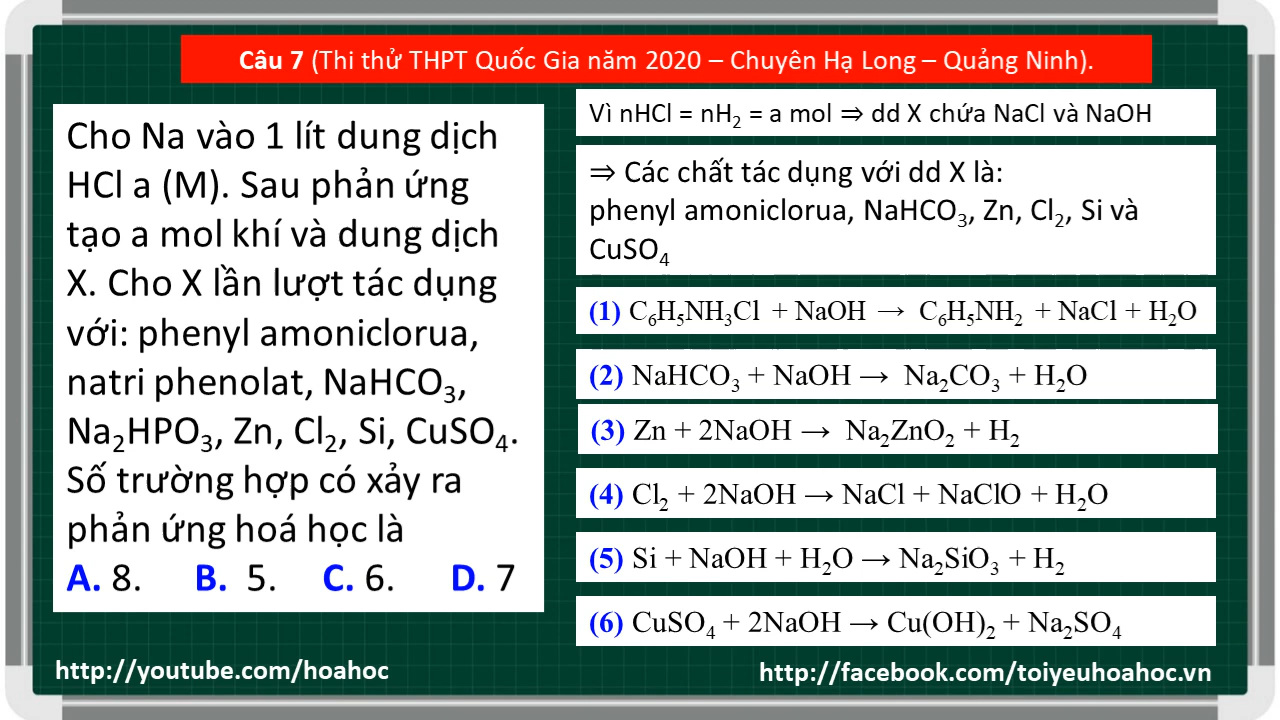 Câu 7 (Thi thử THPT Quốc Gia năm 2020 – Chuyên Hạ Long – Quảng Ninh).
Cho Na vào 1 lít dung dịch
HCl a (M). Sau phản ứng
tạo a mol khí và dung dịch
X. Cho X lần lượt tác dụng
với: phenyl amoniclorua,
natri phenolat, NaHCO₃,
Na₂HPO₃, Zn, Cl₂, Si, CuSO₄.
Số trường hợp có xảy ra
phản ứng hoá học là
A. 8. B. 5. C. 6. D. 7
Vì nHCl = nH₂ = a mol ⇒ dd X chứa NaCl và NaOH
⇒ Các chất tác dụng với dd X là:
phenyl amoniclorua, NaHCO₃, Zn, Cl₂, Si và
CuSO₄
(1) C₆H₅NH₃Cl + NaOH → C₆H₅NH₂ + NaCl + H₂O
(2) NaHCO₃ + NaOH → Na₂CO₃ + H₂O
(3) Zn + 2NaOH → Na₂ZnO₂ + H₂
(4) Cl₂ + 2NaOH → NaCl + NaClO + H₂O
(5) Si + NaOH + H₂O → Na₂SiO₃ + H₂
(6) CuSO₄ + 2NaOH → Cu(OH)₂ + Na₂SO₄
http://youtube.com/hoahoc
http://facebook.com/toiyeuhoahoc.vn